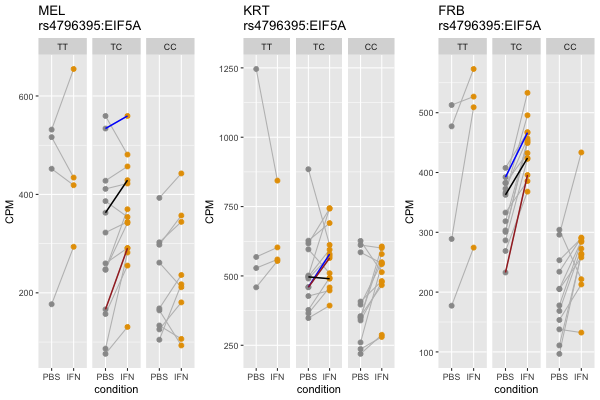 MEL
rs4796395:EIF5A
TT TC CC
CPM
600
400
200
PBS IFN PBS IFN PBS IFN
condition
KRT
rs4796395:EIF5A
TT TC CC
CPM
1250
1000
750
500
250
PBS IFN PBS IFN PBS IFN
condition
FRB
rs4796395:EIF5A
TT TC CC
CPM
500
400
300
200
100
PBS IFN PBS IFN PBS IFN
condition